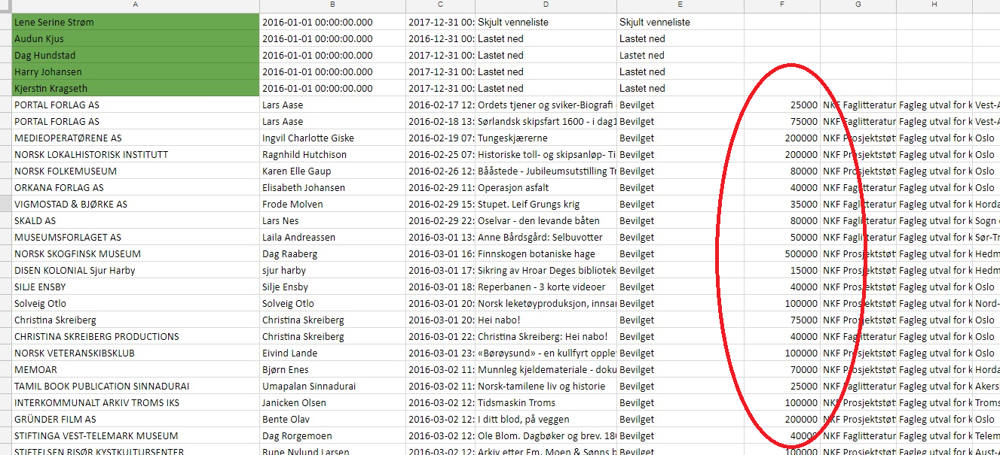 A B C D E F G H
Lene Serine Strøm 2016-01-01 00:00:00.000 2017-12-31 00: Skjult venneliste Skjult venneliste
Audun Kjus 2016-01-01 00:00:00.000 2017-12-31 00: Lastet ned Lastet ned
Dag Hundstad 2016-01-01 00:00:00.000 2017-12-31 00: Lastet ned Lastet ned
Harry Johansen 2016-01-01 00:00:00.000 2017-12-31 00: Lastet ned Lastet ned
Kjerstin Kragseth 2016-01-01 00:00:00.000 2017-12-31 00: Lastet ned Lastet ned
PORTAL FORLAG AS Lars Aase 2016-02-17 12: Ordets tjener og sviker-Biografi Bevilget 25000 NKF Faglitteratur Fagleg utval for k Vest-A
PORTAL FORLAG AS Lars Aase 2016-02-18 13: Sørlandsk skipsfart 1600 - i dag1 Bevilget 75000 NKF Faglitteratur Fagleg utval for k Vest-A
MEDIEOPERATØRENE AS Ingvil Charlotte Giske 2016-02-19 07: Tungeskjærerne Bevilget 200000 NKF Prosjektstøt Fagleg utval for k Oslo
NORSK LOKALHISTORISK INSTITUTT Ragnhild Hutchison 2016-02-25 07: Historiske toll- og skipsanløp- Ti Bevilget 200000 NKF Prosjektstøt Fagleg utval for k Oslo
NORSK FOLKEMUSEUM Karen Elle Gaup 2016-02-26 12: Bååstede - Jubileumsutstilling Tr Bevilget 80000 NKF Prosjektstøt Fagleg utval for k Oslo
ORKANA FORLAG AS Elisabeth Johansen 2016-02-29 11: Operasjon asfalt Bevilget 40000 NKF Faglitteratur Fagleg utval for k Oslo
VIGMOSTAD & BJØRKE AS Frode Molven 2016-02-29 15: Stupet. Leif Grungs krig Bevilget 35000 NKF Faglitteratur Fagleg utval for k Horda
SKALD AS Lars Nes 2016-02-29 22: Oselvar - den levande båten Bevilget 80000 NKF Faglitteratur Fagleg utval for k Sogn
MUSEUMSFORLAGET AS Laila Andreassen 2016-03-01 13: Anne Bårdsgård: Selbuvotter Bevilget 50000 NKF Faglitteratur Fagleg utval for k Sør-Tr
NORSK SKOGFINSK MUSEUM Dag Raaberg 2016-03-01 16: Finnskogen botaniske hage Bevilget 500000 NKF Prosjektstøt Fagleg utval for k Hedm
DISEN KOLONIAL Sjur Harby sjur harby 2016-03-01 17: Sikring av Hroar Deges bibliotek Bevilget 15000 NKF Prosjektstøt Fagleg utval for k Hedm
SILJE ENSBY Silje Ensby 2016-03-01 18: Reperbanen - 3 korte videoer Bevilget 40000 NKF Prosjektstøt Fagleg utval for k Oslo
Solveig Otlo Solveig Otlo 2016-03-01 20: Norsk leketøyproduksjon, innsar Bevilget 100000 NKF Prosjektstøt Fagleg utval for k Nord-
Christina Skreiberg Christina Skreiberg 2016-03-01 20: Hei nabo! Bevilget 75000 NKF Prosjektstøt Fagleg utval for k Oslo
CHRISTINA SKREIBERG PRODUCTIONS Christina Skreiberg 2016-03-01 22: Christina Skreiberg: Hei nabo! Bevilget 40000 NKF Faglitteratur Fagleg utval for k Oslo
NORSK VETERANSKIBSKLUB Eivind Lande 2016-03-01 23: «Børøysund» - en kullfyrt opple Bevilget 100000 NKF Prosjektstøt Fagleg utval for k Oslo
MEMOAR Bjørn Enes 2016-03-02 11: Munnleg kjeldemateriale - doku Bevilget 70000 NKF Prosjektstøt Fagleg utval for k Horda
TAMIL BOOK PUBLICATION SINNADURAI Umapalan Sinnadurai 2016-03-02 11: Norsk-tamilene liv og historie Bevilget 25000 NKF Faglitteratur Fagleg utval for k Akers
INTERKOMMUNALT ARKIV TROMS IKS Janicken Olsen 2016-03-02 12: Tidsmaskin Troms Bevilget 100000 NKF Prosjektstøt Fagleg utval for k Troms
GRÜNDER FILM AS Bente Olav 2016-03-02 12: I ditt blod, på veggen Bevilget 200000 NKF Prosjektstøt Fagleg utval for k Oslo
STIFTINGA VEST-TELEMARK MUSEUM Dag Rorgemoen 2016-03-02 12: Ole Blom. Dagbøker og brev. 18 Bevilget 40000 NKF Faglitteratur Fagleg utval for k Telem
STIFTELSEN RISØR KYSTKULTURSENTER Rune Nylund Larsen 2016-03-02 12: Arkiv etter Em. Moen & Sønns b Bevilget 100000 NKF Prosjektstøt Fagleg utval for k Aust-A